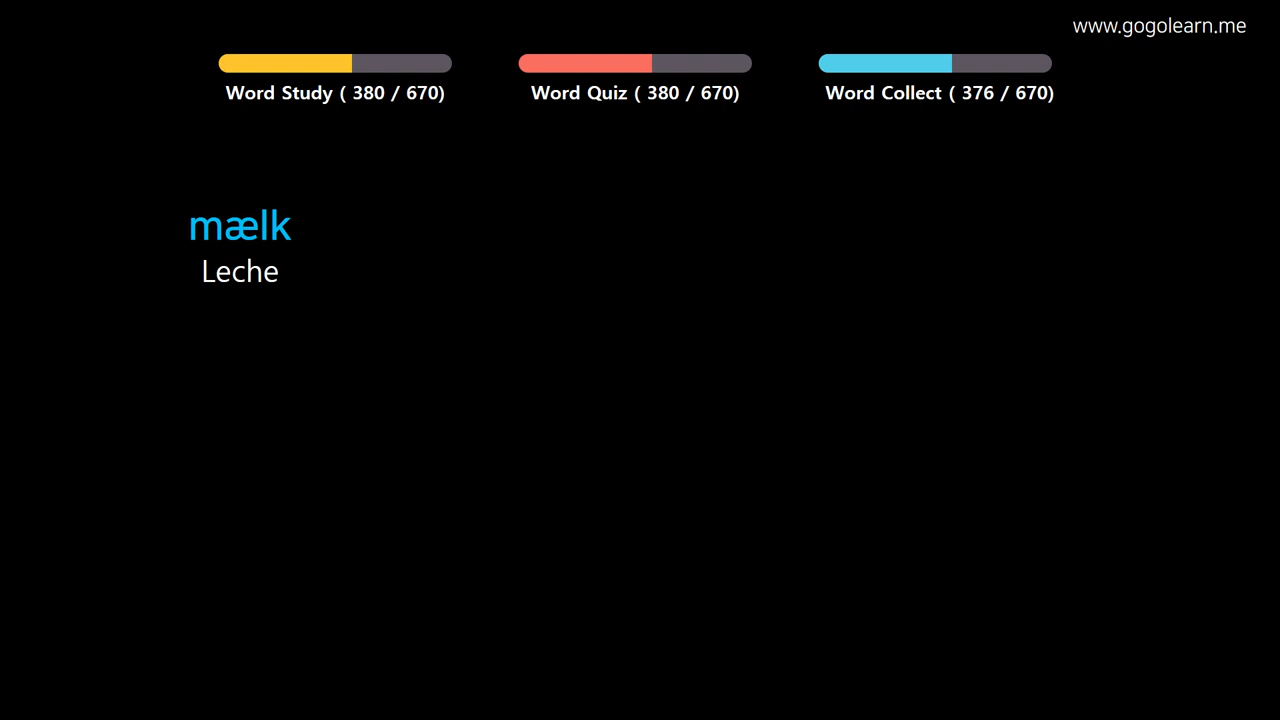 www.gogolearn.me
Word Study ( 380 / 670)
Word Quiz ( 380 / 670)
Word Collect ( 376 / 670)
mælk
Leche